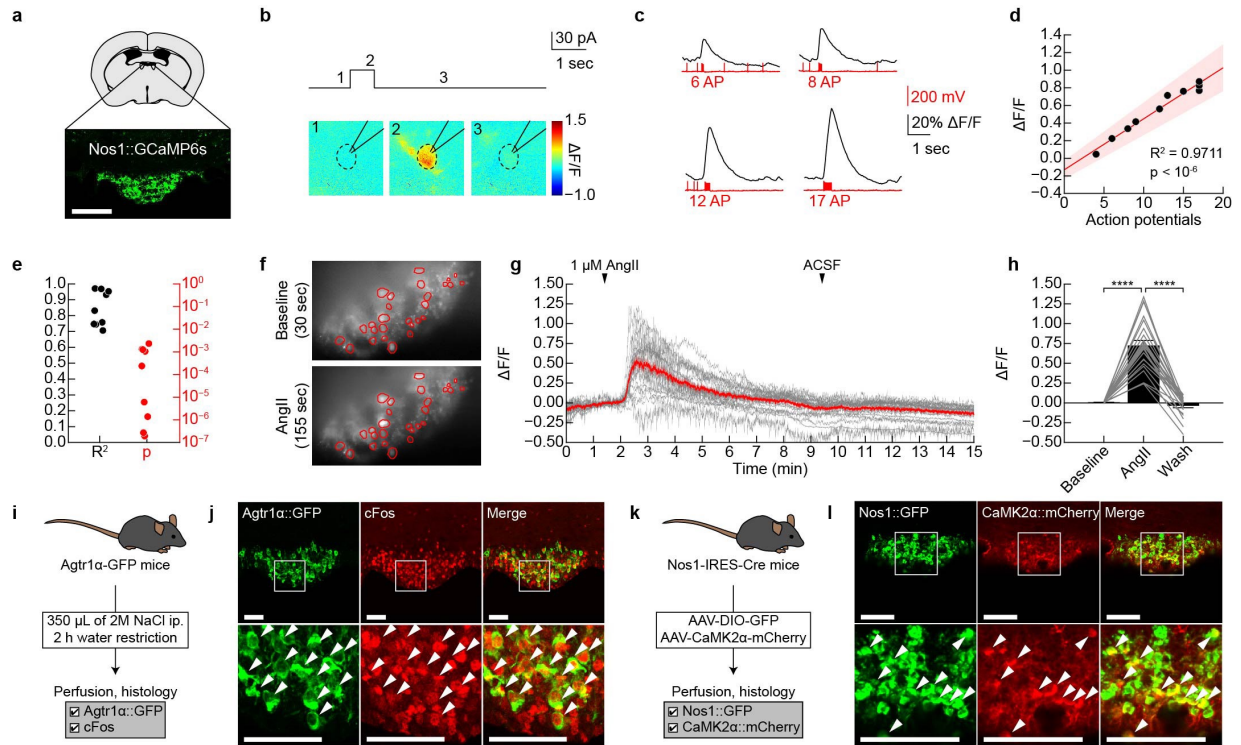 a
Nos1::GCaMP6s
b
30 pA
1 sec
1
2
3
1
2
3
1.5
ΔF/F
−1.0
c
6 AP
8 AP
200 mV
20% ΔF/F
1 sec
12 AP
17 AP
d
ΔF/F
1.4
1.2
1.0
0.8
0.6
0.4
0.2
0.0
−0.2
−0.4
R² = 0.9711
p < 10⁻⁶
0 5 10 15 20
Action potentials
e
1.0
0.9
0.8
0.7
0.6
0.5
0.4
0.3
0.2
0.1
0.0
10⁰
10⁻¹
10⁻²
10⁻³
10⁻⁴
10⁻⁵
10⁻⁶
10⁻⁷
R² p
f
Baseline
(30 sec)
AngII
(155 sec)
g
1 µM AngII
ACSF
ΔF/F
1.50
1.25
1.00
0.75
0.50
0.25
0.00
−0.25
−0.50
0 1 2 3 4 5 6 7 8 9 10 11 12 13 14 15
Time (min)
h
**** ****
ΔF/F
1.50
1.25
1.00
0.75
0.50
0.25
0.00
−0.25
−0.50
Baseline
AngII
Wash
i
Agtr1α-GFP mice
350 µL of 2M NaCl ip.
2 h water restriction
Perfusion, histology
Agtr1α::GFP
cFos
j
Agtr1α::GFP
cFos
Merge
k
Nos1-IRES-Cre mice
AAV-DIO-GFP
AAV-CaMK2α-mCherry
Perfusion, histology
Nos1::GFP
CaMK2α::mCherry
l
Nos1::GFP
CaMK2α::mCherry
Merge